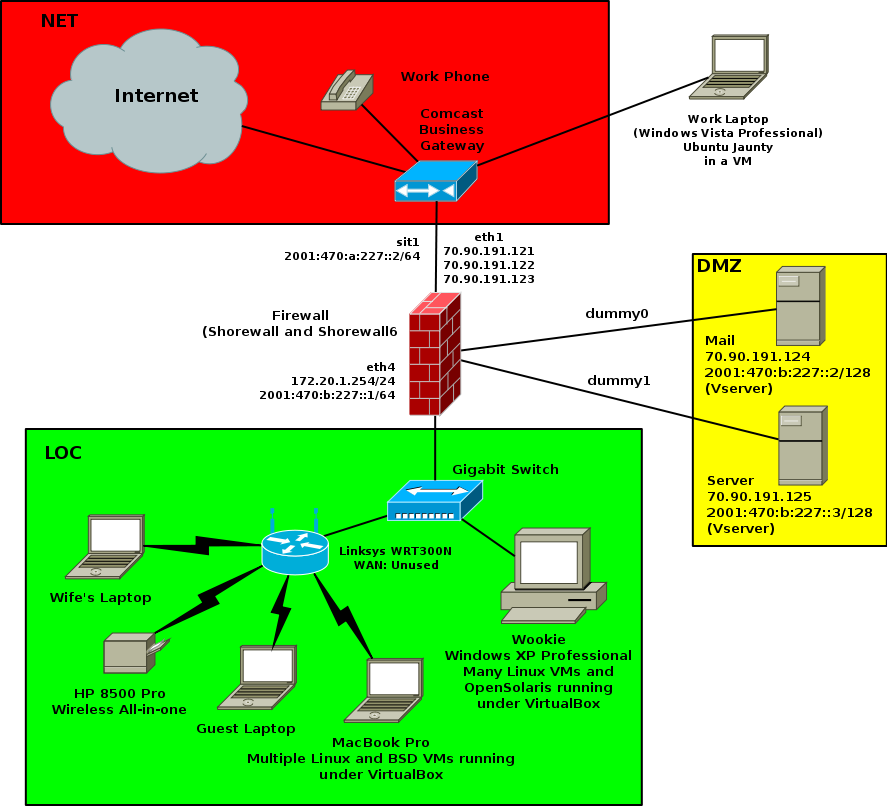 NET
Internet
Work Phone
Comcast
Business
Gateway
Work Laptop
(Windows Vista Professional)
Ubuntu Jaunty
in a VM
sit1
2001:470:a:227::2/64
eth1
70.90.191.121
70.90.191.122
70.90.191.123
Firewall
(Shorewall and Shorewall6
eth4
172.20.1.254/24
2001:470:b:227::1/64
dummy0
dummy1
DMZ
Mail
70.90.191.124
2001:470:b:227::2/128
(Vserver)
Server
70.90.191.125
2001:470:b:227::3/128
(Vserver)
LOC
Gigabit Switch
Linksys WRT300N
WAN: Unused
Wife's Laptop
HP 8500 Pro
Wireless All-in-one
Guest Laptop
MacBook Pro
Multiple Linux and BSD VMs running
under VirtualBox
Wookie
Windows XP Professional
Many Linux VMs and
OpenSolaris running
under VirtualBox